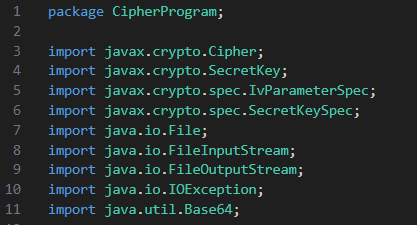 1 package CipherProgram;
2
3 import javax.crypto.Cipher;
4 import javax.crypto.SecretKey;
5 import javax.crypto.spec.IvParameterSpec;
6 import javax.crypto.spec.SecretKeySpec;
7 import java.io.File;
8 import java.io.FileInputStream;
9 import java.io.FileOutputStream;
10 import java.io.IOException;
11 import java.util.Base64;